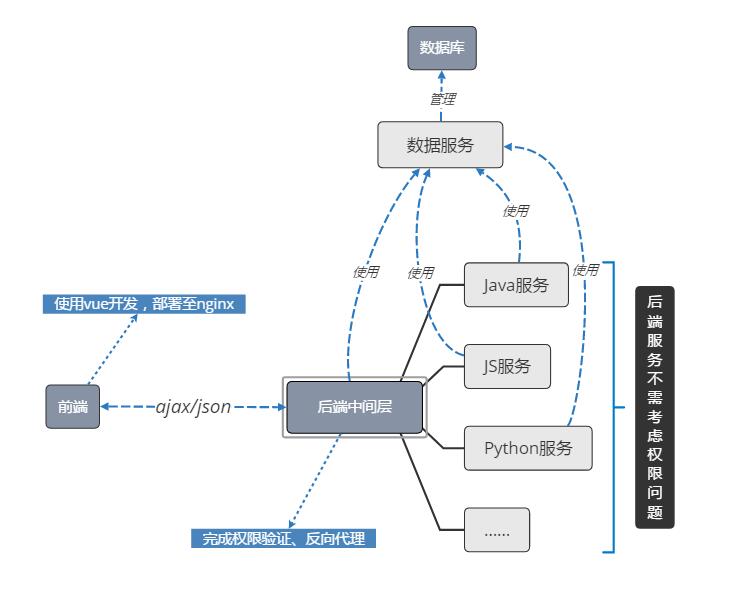 数据库
管理
数据服务
使用
使用
使用
使用
Java服务
JS服务
Python服务
......
后端服务不需考虑权限问题
使用vue开发，部署至nginx
前端
ajax/json
后端中间层
完成权限验证、反向代理